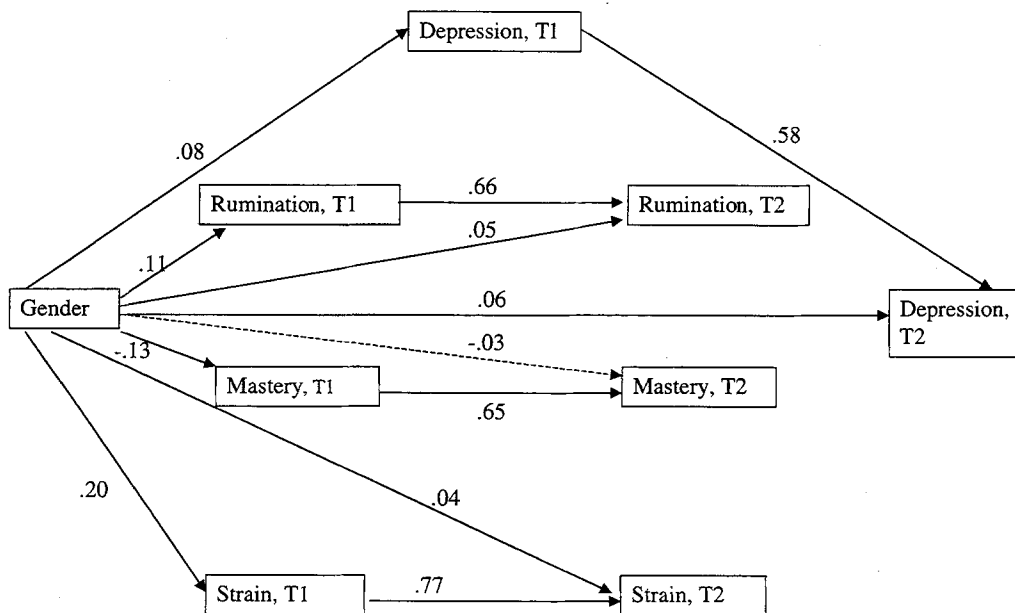 Depression, T1
.58
.08
.66
Rumination, T1
Rumination, T2
.05
.11
Gender
.06
Depression,
T2
-.13
-.03
Mastery, T1
Mastery, T2
.65
.20
.04
Strain, T1
.77
Strain, T2